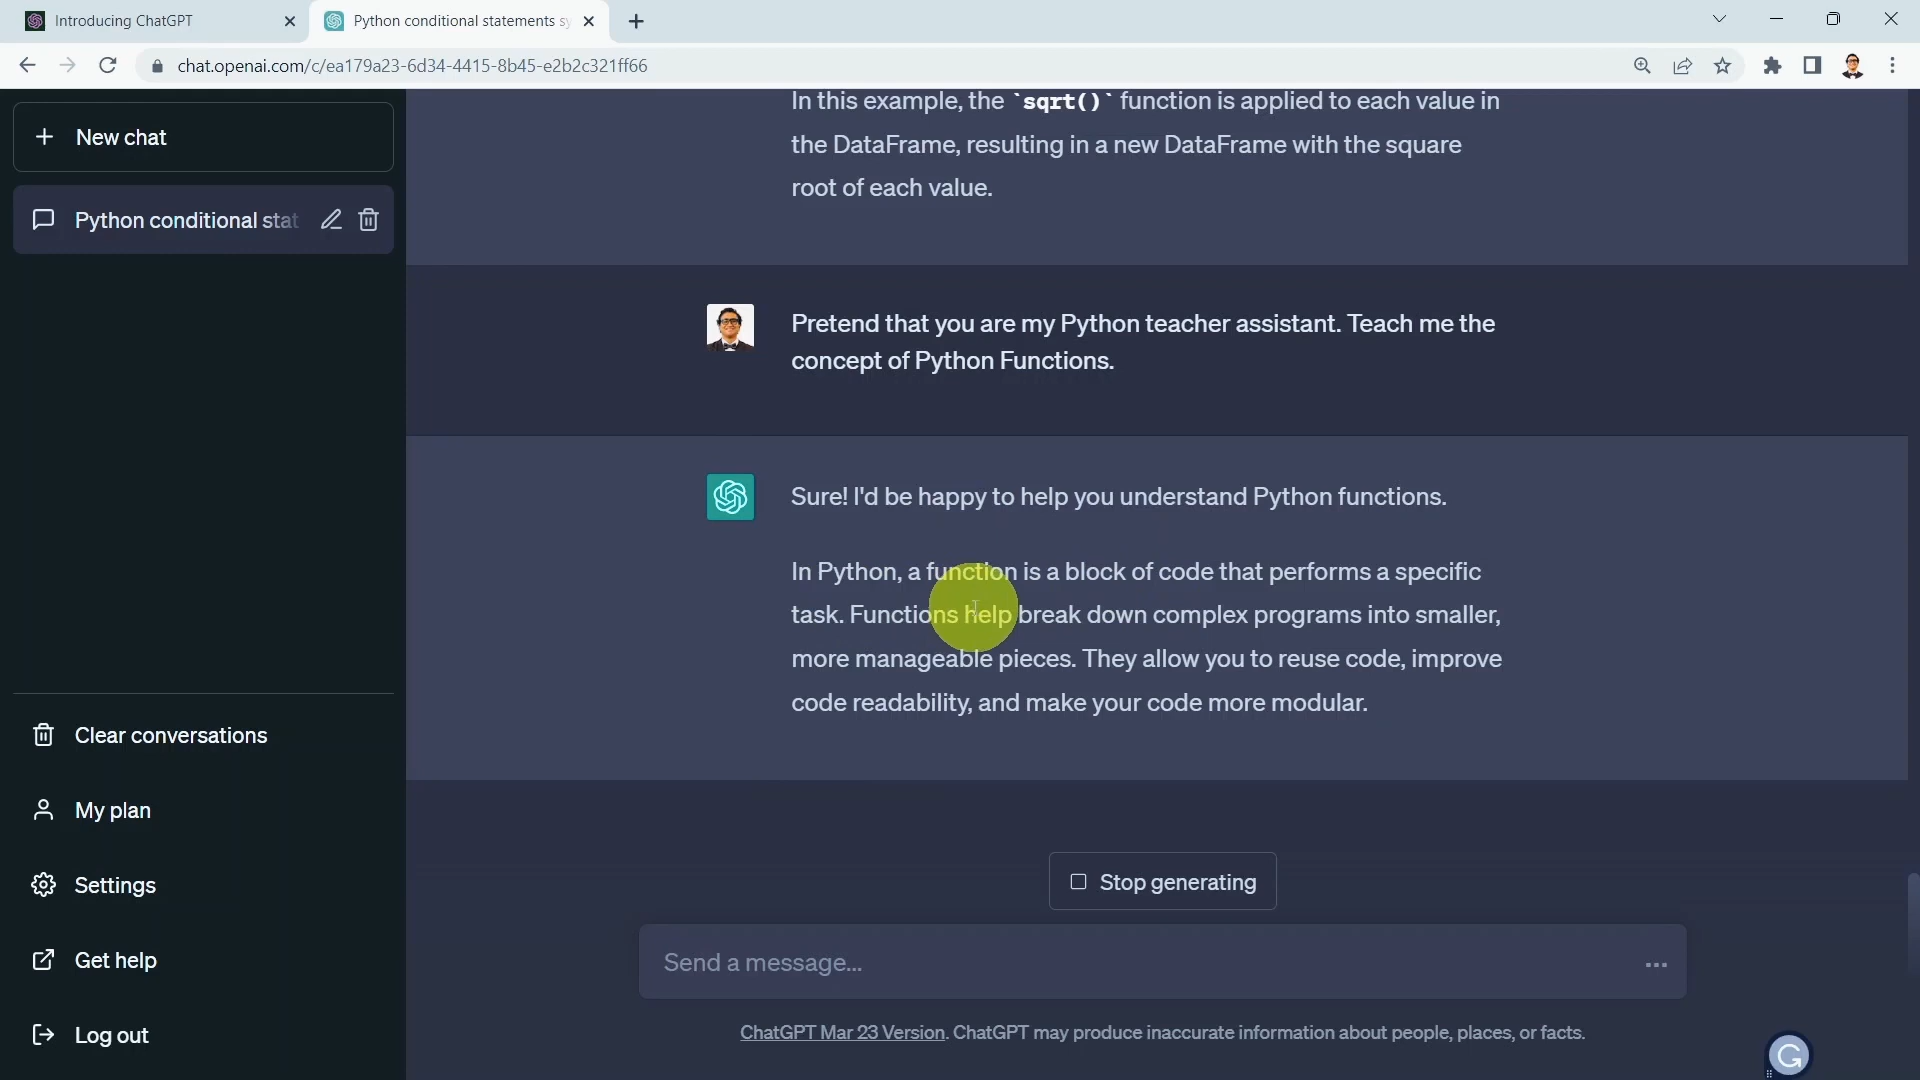 Introducing ChatGPT
Python conditional statements sy
chat.openai.com/c/ea179a23-6d34-4415-8b45-e2b2c321ff66
New chat
Python conditional stat
In this example, the `sqrt()` function is applied to each value in
the DataFrame, resulting in a new DataFrame with the square
root of each value.
Pretend that you are my Python teacher assistant. Teach me the
concept of Python Functions.
Sure! I'd be happy to help you understand Python functions.
In Python, a function is a block of code that performs a specific
task. Functions help break down complex programs into smaller,
more manageable pieces. They allow you to reuse code, improve
code readability, and make your code more modular.
Clear conversations
My plan
Settings
Get help
Log out
Stop generating
Send a message...
ChatGPT Mar 23 Version. ChatGPT may produce inaccurate information about people, places, or facts.